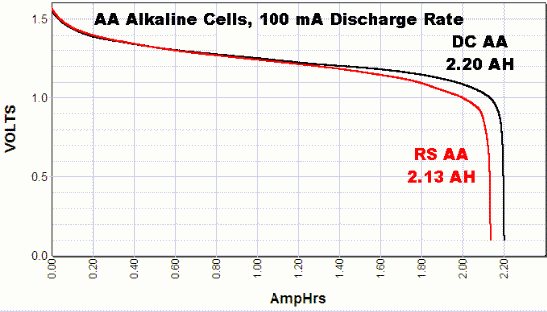 AA Alkaline Cells, 100 mA Discharge Rate
DC AA
2.20 AH
RS AA
2.13 AH
VOLTS
1.5
1.0
0.5
0.0
0.00
0.20
0.40
0.60
0.80
1.00
1.20
1.40
1.60
1.80
2.00
2.20
AmpHrs